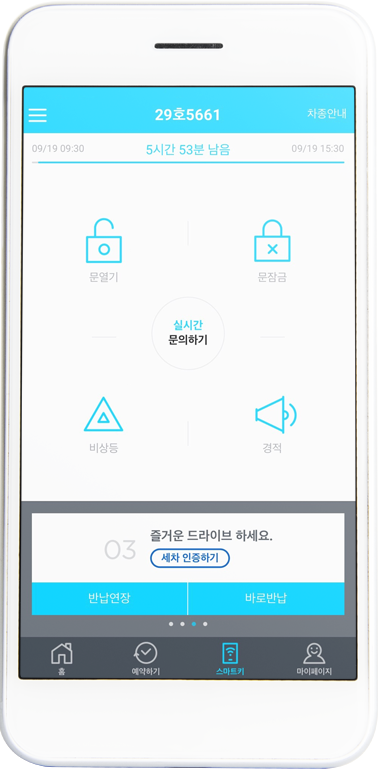 29호5661
차종안내
09/19 09:30
5시간 53분 남음
09/19 15:30
문열기
문장금
실시간
문의하기
비상등
경적
03
즐거운 드라이브 하세요.
세차 인증하기
반납연장
바로반납
홈
예약하기
스마트키
마이페이지